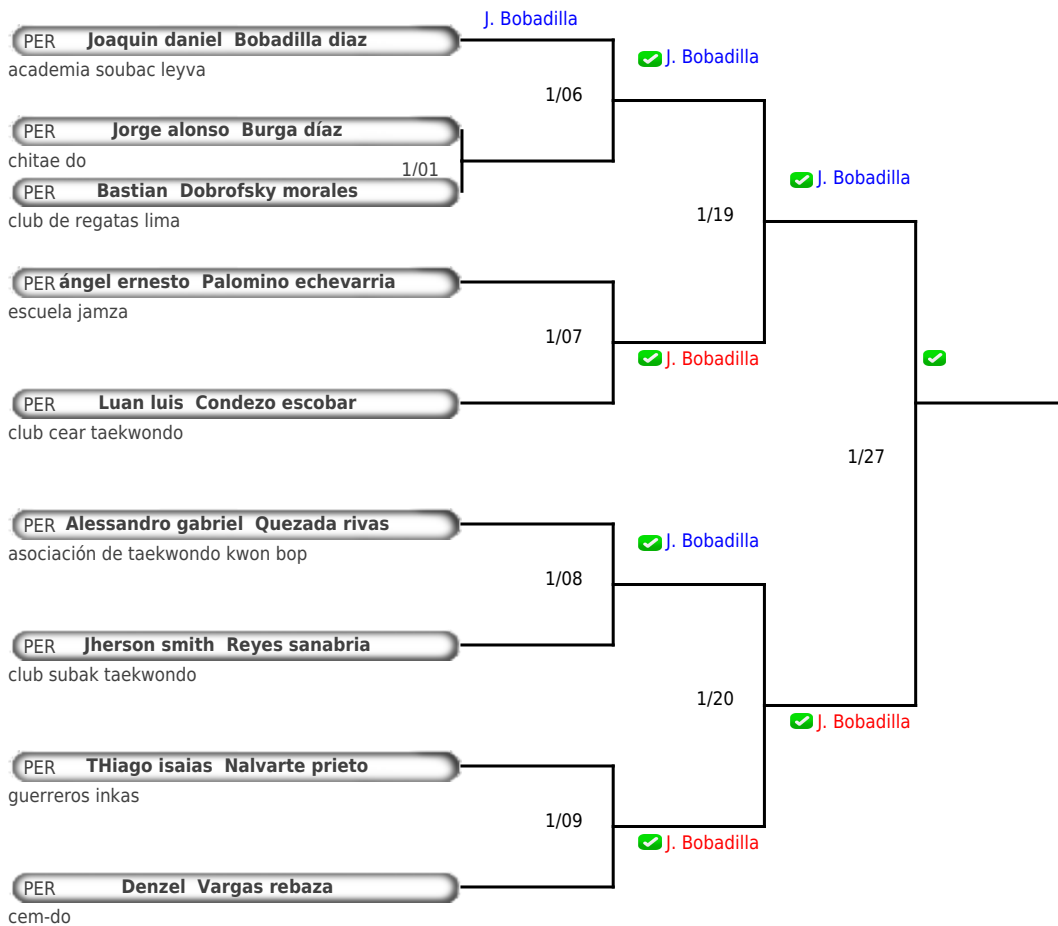 J. Bobadilla
PER Joaquin daniel Bobadilla diaz
academia soubac leyva
J. Bobadilla
1/06
PER Jorge alonso Burga díaz
chitae do
1/01
PER Bastian Dobrofsky morales
club de regatas lima
J. Bobadilla
1/19
PER ángel ernesto Palomino echevarria
escuela jamza
1/07
J. Bobadilla
PER Luan luis Condezo escobar
club cear taekwondo
1/27
PER Alessandro gabriel Quezada rivas
asociación de taekwondo kwon bop
J. Bobadilla
1/08
PER Jherson smith Reyes sanabria
club subak taekwondo
1/20
J. Bobadilla
PER THiago isaias Nalvarte prieto
guerreros inkas
1/09
J. Bobadilla
PER Denzel Vargas rebaza
cem-do